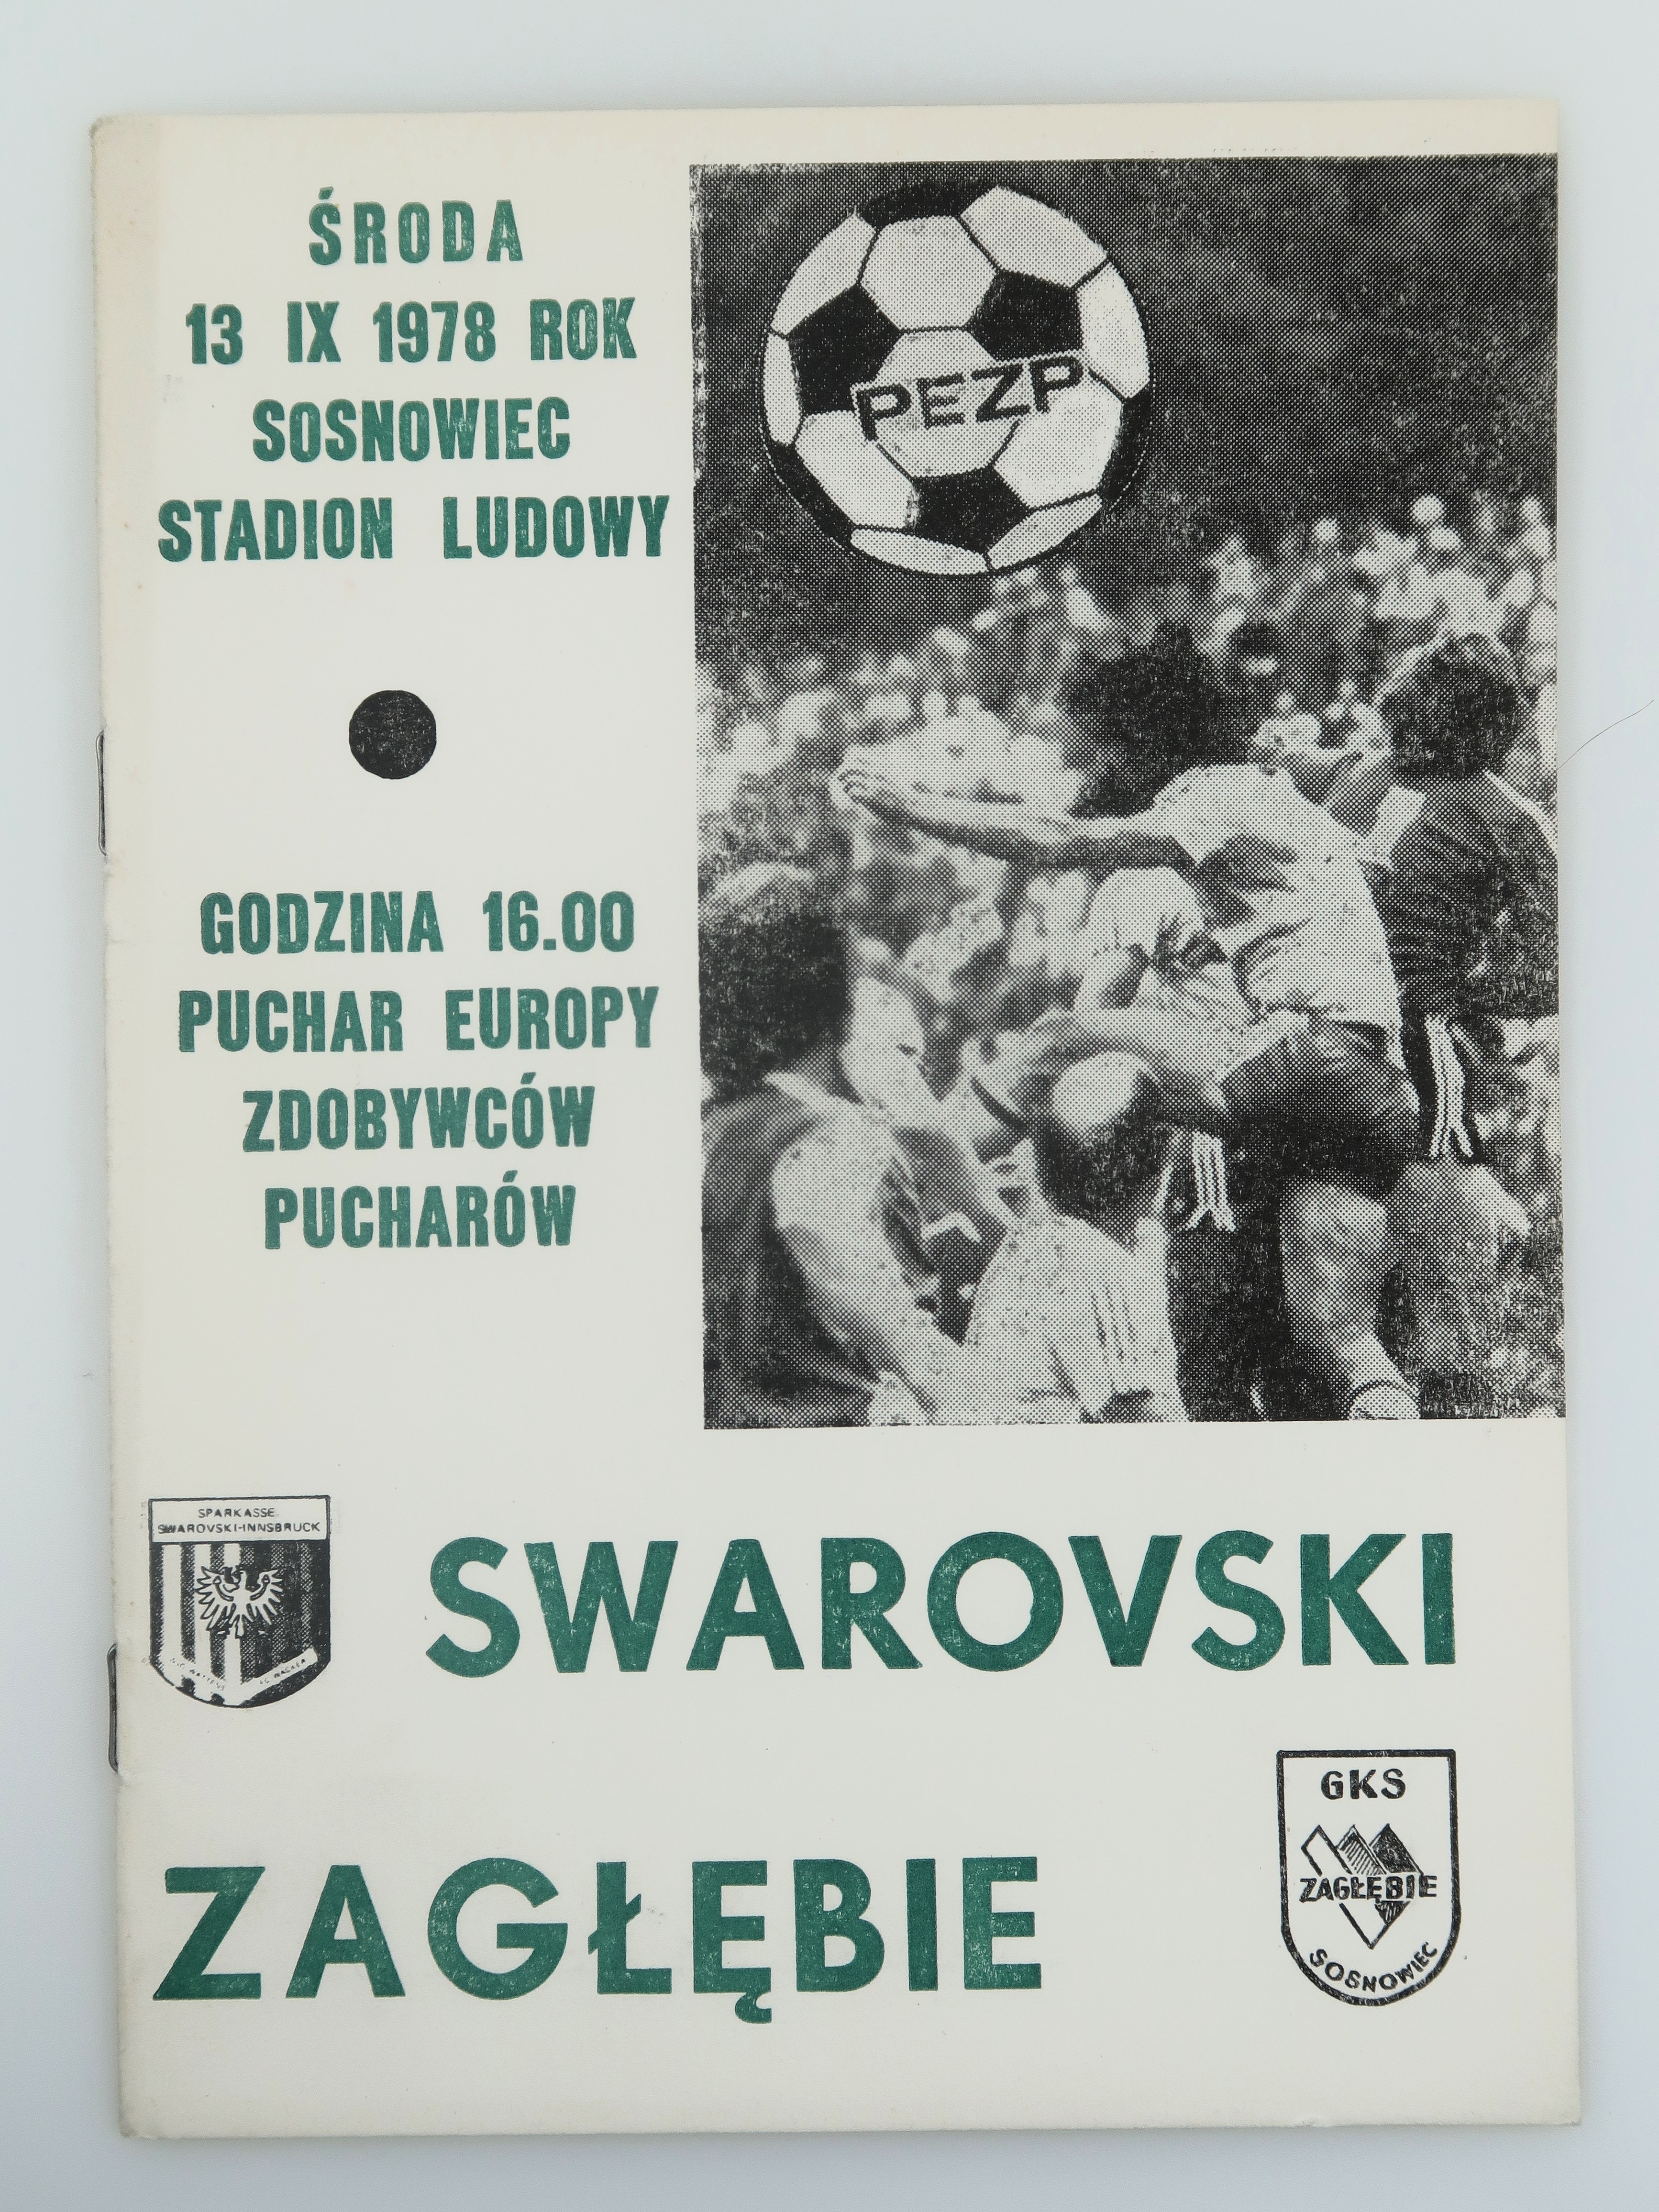 ŚRODA
13 IX 1978 ROK
SOSNOWIEC
STADION LUDOWY
PEZP
GODZINA 16.00
PUCHAR EUROPY
ZDOBYWCÓW
PUCHARÓW
SPARKASSE
SWAROVSKI-INNSBRUCK
SWAROVSKI
GKS
ZAGŁĘBIE
SOSNOWIEC
ZAGŁĘBIE